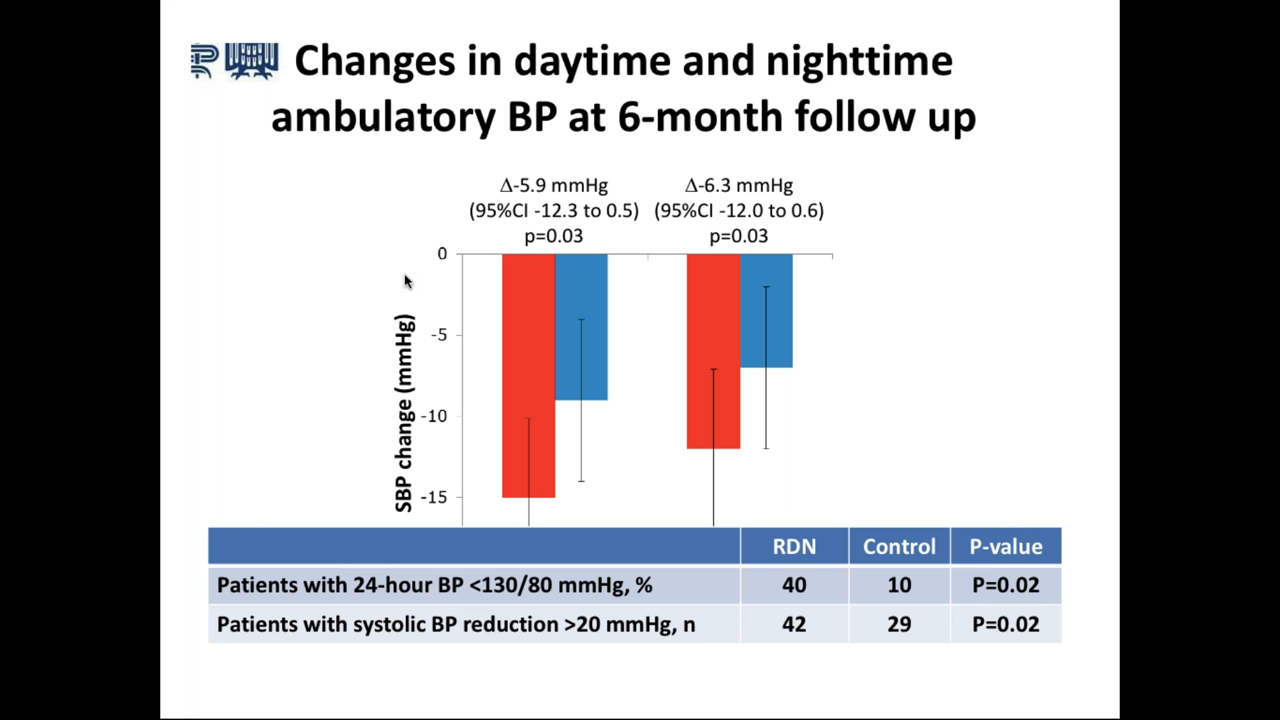 Changes in daytime and nighttime
ambulatory BP at 6-month follow up
Δ-5.9 mmHg
(95%CI -12.3 to 0.5)
p=0.03
Δ-6.3 mmHg
(95%CI -12.0 to 0.6)
p=0.03
SBP change (mmHg)
0
-5
-10
-15
RDN Control P-value
Patients with 24-hour BP <130/80 mmHg, % 40 10 P=0.02
Patients with systolic BP reduction >20 mmHg, n 42 29 P=0.02